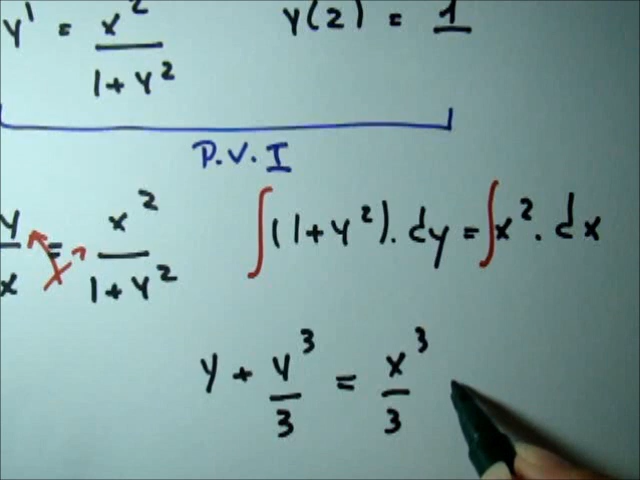 y' = x²/(1+y²)   y(2) = 1
P.V.I
y/x = x²/(1+y²)   ∫(1+y²).dy = ∫x².dx
y + y³/3 = x³/3